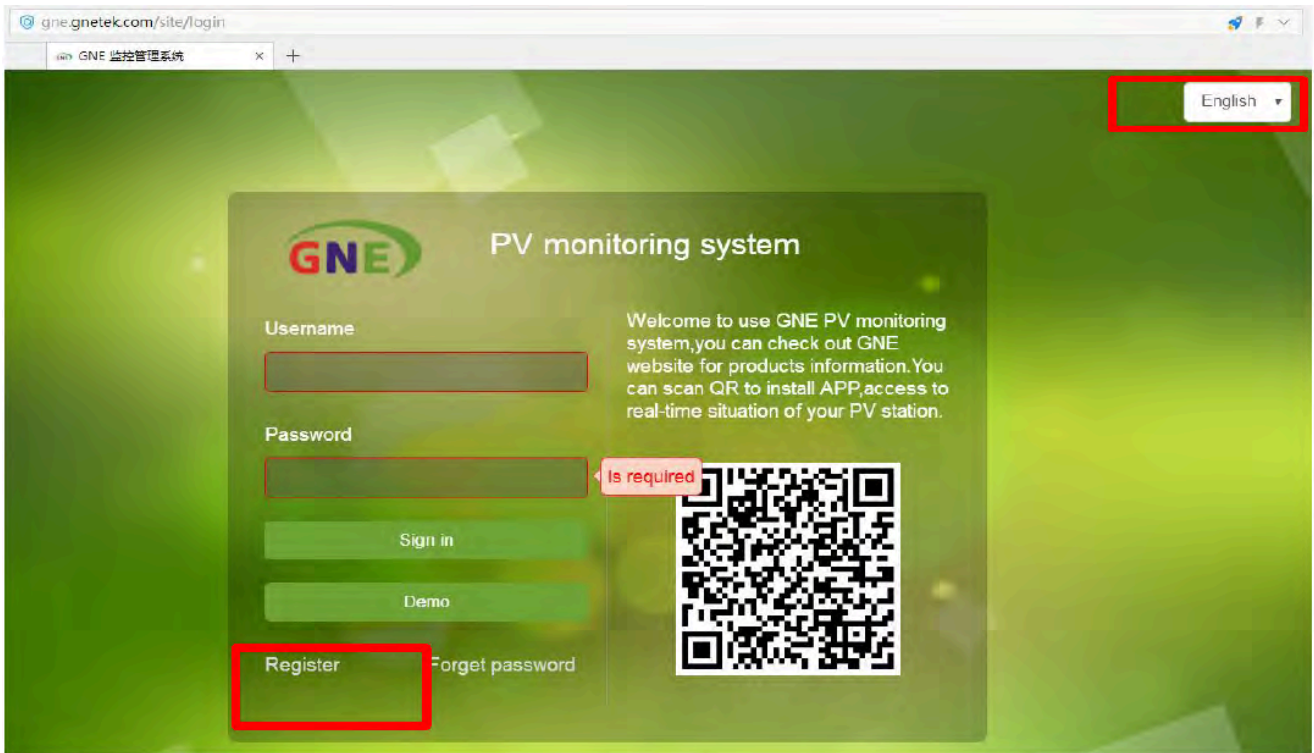 gne.gnetek.com/site/login
GNE 监控管理系统
English
GNE
PV monitoring system
Username
Password
Is required
Sign in
Demo
Register
Forget password
Welcome to use GNE PV monitoring
system,you can check out GNE
website for products information.You
can scan QR to install APP,access to
real-time situation of your PV station.